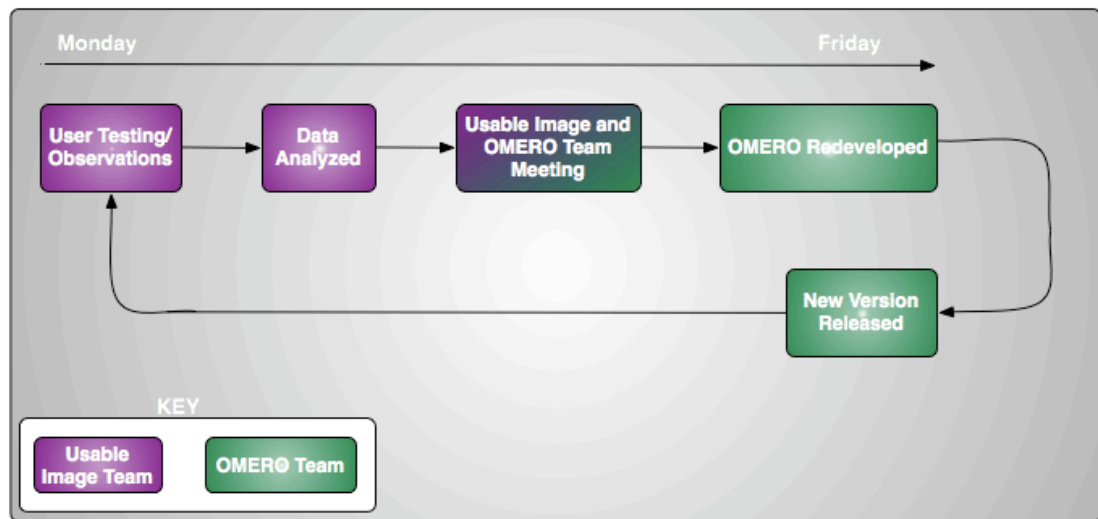 Monday
Friday
User Testing/
Observations
Data
Analyzed
Usable Image and
OMERO Team
Meeting
OMERO Redeveloped
New Version
Released
KEY
Usable
Image Team
OMERO Team